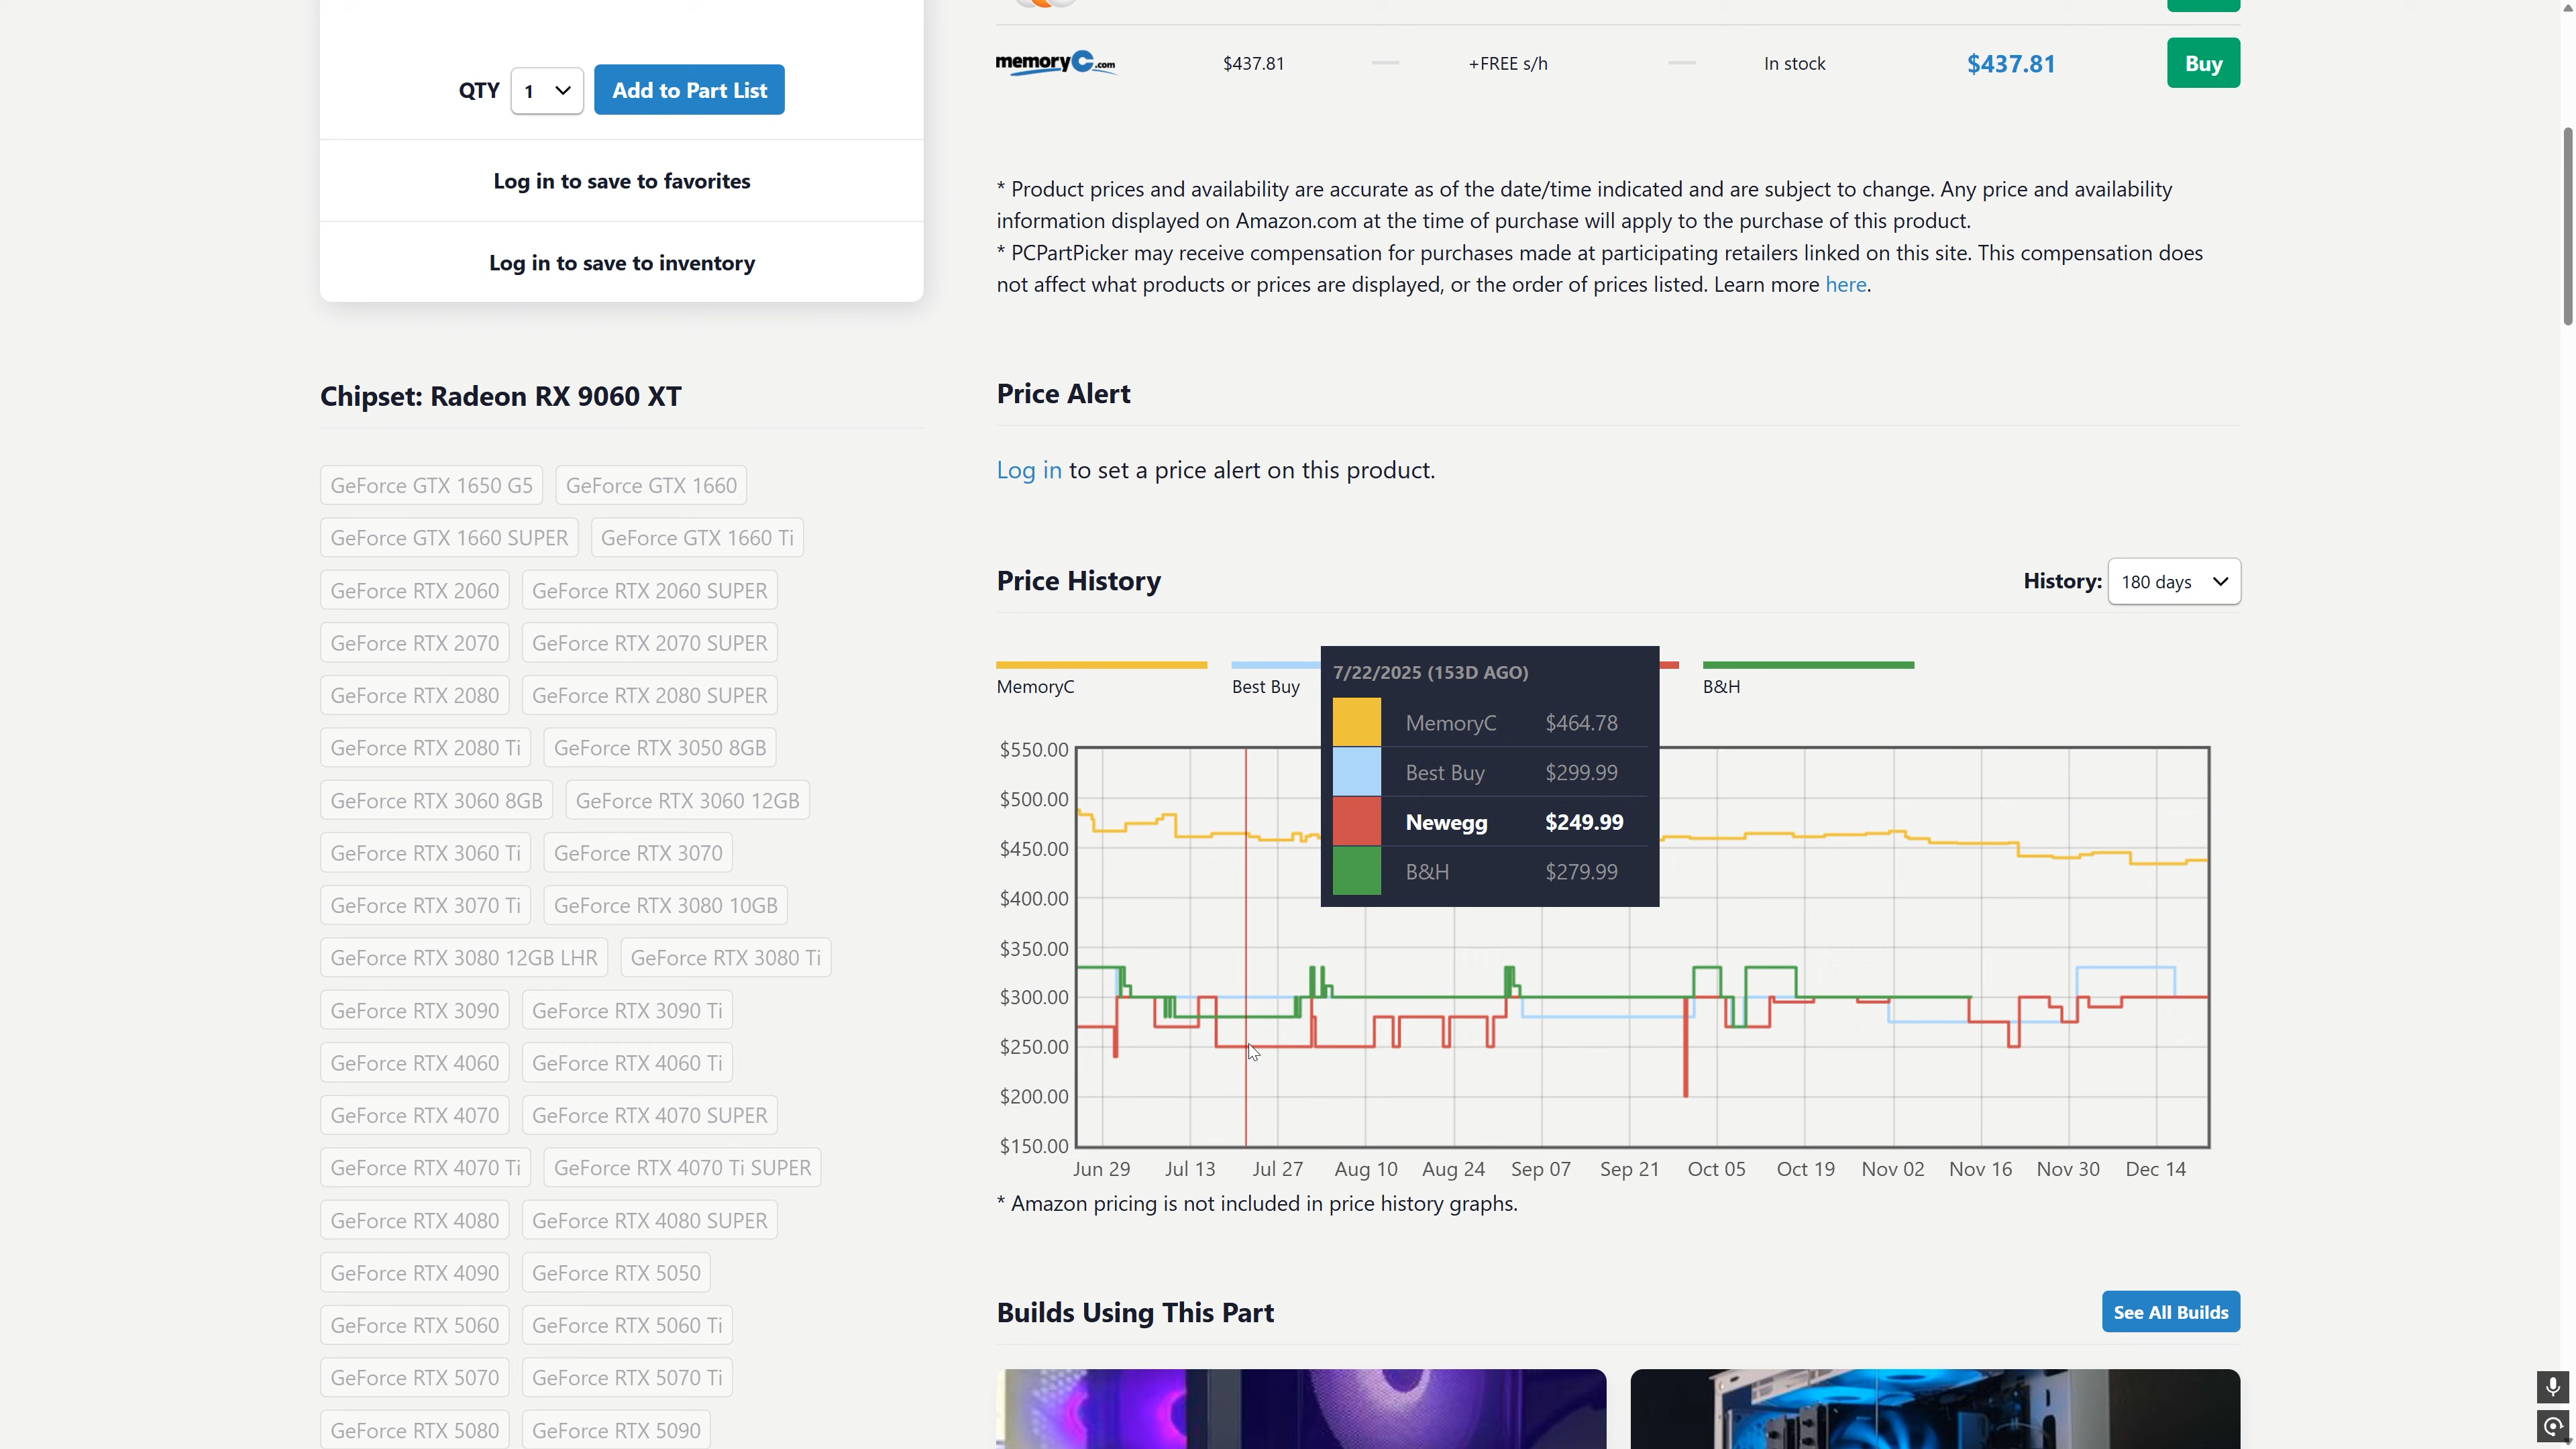 memoryC.com $437.81 +FREE s/h In stock $437.81 Buy
QTY 1 Add to Part List
Log in to save to favorites
Log in to save to inventory
* Product prices and availability are accurate as of the date/time indicated and are subject to change. Any price and availability
information displayed on Amazon.com at the time of purchase will apply to the purchase of this product.
* PCPartPicker may receive compensation for purchases made at participating retailers linked on this site. This compensation does
not affect what products or prices are displayed, or the order of prices listed. Learn more here.
Chipset: Radeon RX 9060 XT
GeForce GTX 1650 G5 GeForce GTX 1660
GeForce GTX 1660 SUPER GeForce GTX 1660 Ti
GeForce RTX 2060 GeForce RTX 2060 SUPER
GeForce RTX 2070 GeForce RTX 2070 SUPER
GeForce RTX 2080 GeForce RTX 2080 SUPER
GeForce RTX 2080 Ti GeForce RTX 3050 8GB
GeForce RTX 3060 8GB GeForce RTX 3060 12GB
GeForce RTX 3060 Ti GeForce RTX 3070
GeForce RTX 3070 Ti GeForce RTX 3080 10GB
GeForce RTX 3080 12GB LHR GeForce RTX 3080 Ti
GeForce RTX 3090 GeForce RTX 3090 Ti
GeForce RTX 4060 GeForce RTX 4060 Ti
GeForce RTX 4070 GeForce RTX 4070 SUPER
GeForce RTX 4070 Ti GeForce RTX 4070 Ti SUPER
GeForce RTX 4080 GeForce RTX 4080 SUPER
GeForce RTX 4090 GeForce RTX 5050
GeForce RTX 5060 GeForce RTX 5060 Ti
GeForce RTX 5070 GeForce RTX 5070 Ti
GeForce RTX 5080 GeForce RTX 5090
Price Alert
Log in to set a price alert on this product.
Price History
History: 180 days
MemoryC Best Buy B&H
7/22/2025 (153D AGO)
MemoryC $464.78
Best Buy $299.99
Newegg $249.99
B&H $279.99
$550.00
$500.00
$450.00
$400.00
$350.00
$300.00
$250.00
$200.00
$150.00
Jun 29 Jul 13 Jul 27 Aug 10 Aug 24 Sep 07 Sep 21 Oct 05 Oct 19 Nov 02 Nov 16 Nov 30 Dec 14
* Amazon pricing is not included in price history graphs.
Builds Using This Part
See All Builds